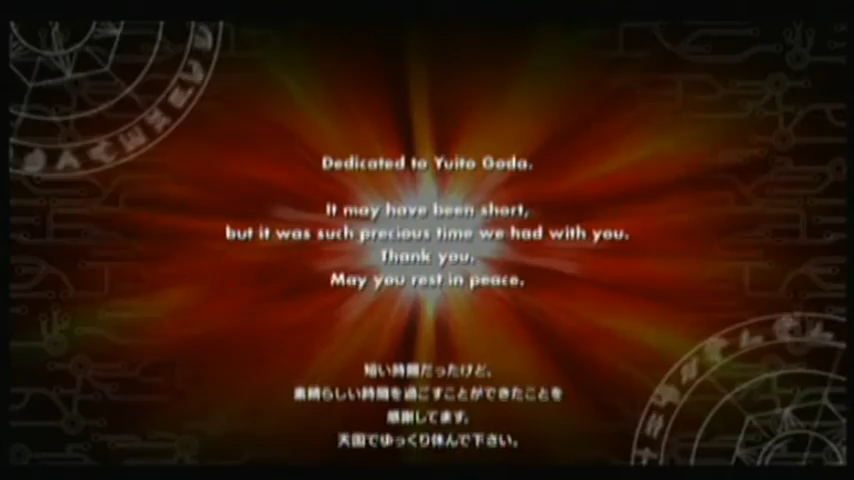 Dedicated to Yuito Goda.
It may have been short,
but it was such precious time we had with you.
Thank you.
May you rest in peace.
短い時間だったけど、
素晴らしい時間を過ごすことができたことを
感謝してます。
天国でゆっくり休んで下さい。